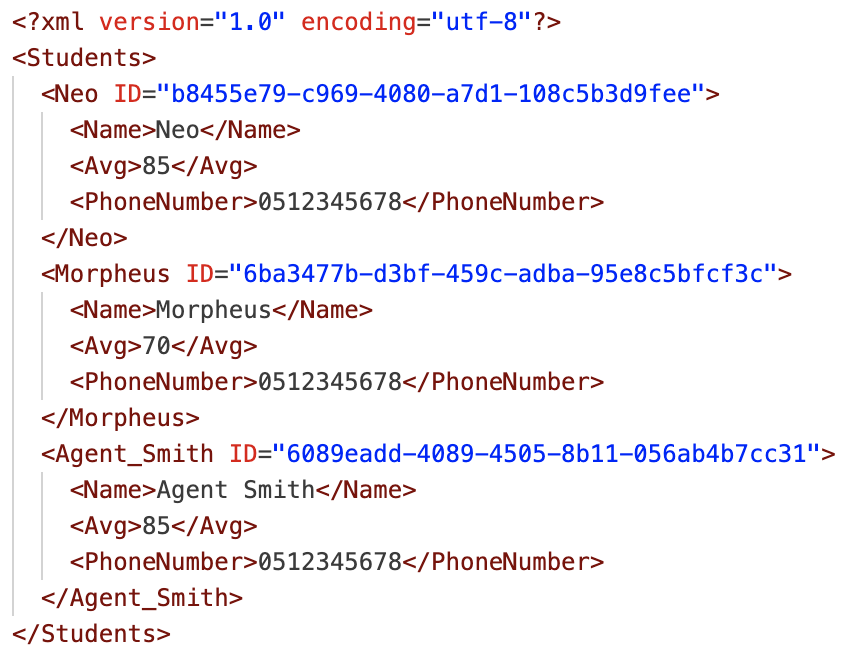 <?xml version="1.0" encoding="utf-8"?>
<Students>
<Neo ID="b8455e79-c969-4080-a7d1-108c5b3d9fee">
<Name>Neo</Name>
<Avg>85</Avg>
<PhoneNumber>0512345678</PhoneNumber>
</Neo>
<Morpheus ID="6ba3477b-d3bf-459c-adba-95e8c5bfcf3c">
<Name>Morpheus</Name>
<Avg>70</Avg>
<PhoneNumber>0512345678</PhoneNumber>
</Morpheus>
<Agent_Smith ID="6089eadd-4089-4505-8b11-056ab4b7cc31">
<Name>Agent Smith</Name>
<Avg>85</Avg>
<PhoneNumber>0512345678</PhoneNumber>
</Agent_Smith>
</Students>